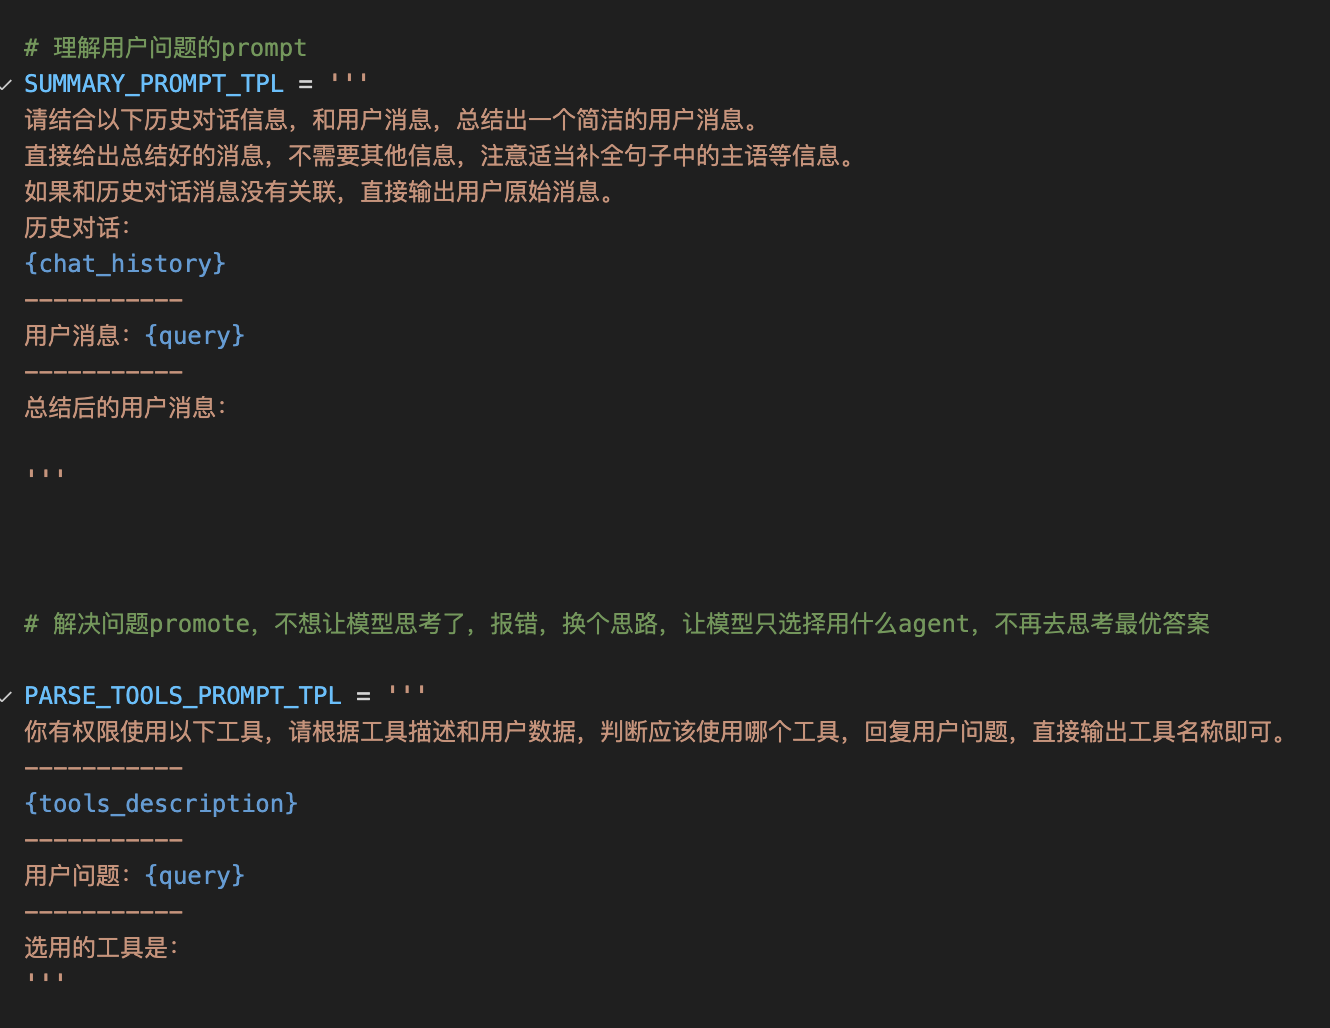 # 理解用户问题的prompt
SUMMARY_PROMPT_TPL = '''
请结合以下历史对话信息，和用户消息，总结出一个简洁的用户消息。
直接给出总结好的消息，不需要其他信息，注意适当补全句子中的主语等信息。
如果和历史对话消息没有关联，直接输出用户原始消息。
历史对话：
{chat_history}
-----------
用户消息：{query}
-----------
总结后的用户消息：
'''
# 解决问题promote，不想让模型思考了，报错，换个思路，让模型只选择用什么agent，不再去思考最优答案
PARSE_TOOLS_PROMPT_TPL = '''
你有权限使用以下工具，请根据工具描述和用户数据，判断应该使用哪个工具，回复用户问题，直接输出工具名称即可。
-----------
{tools_description}
-----------
用户问题：{query}
-----------
选用的工具是：
'''